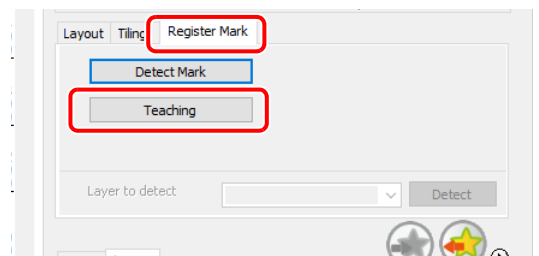 Layout Tiling Register Mark
Detect Mark
Teaching
Layer to detect Detect